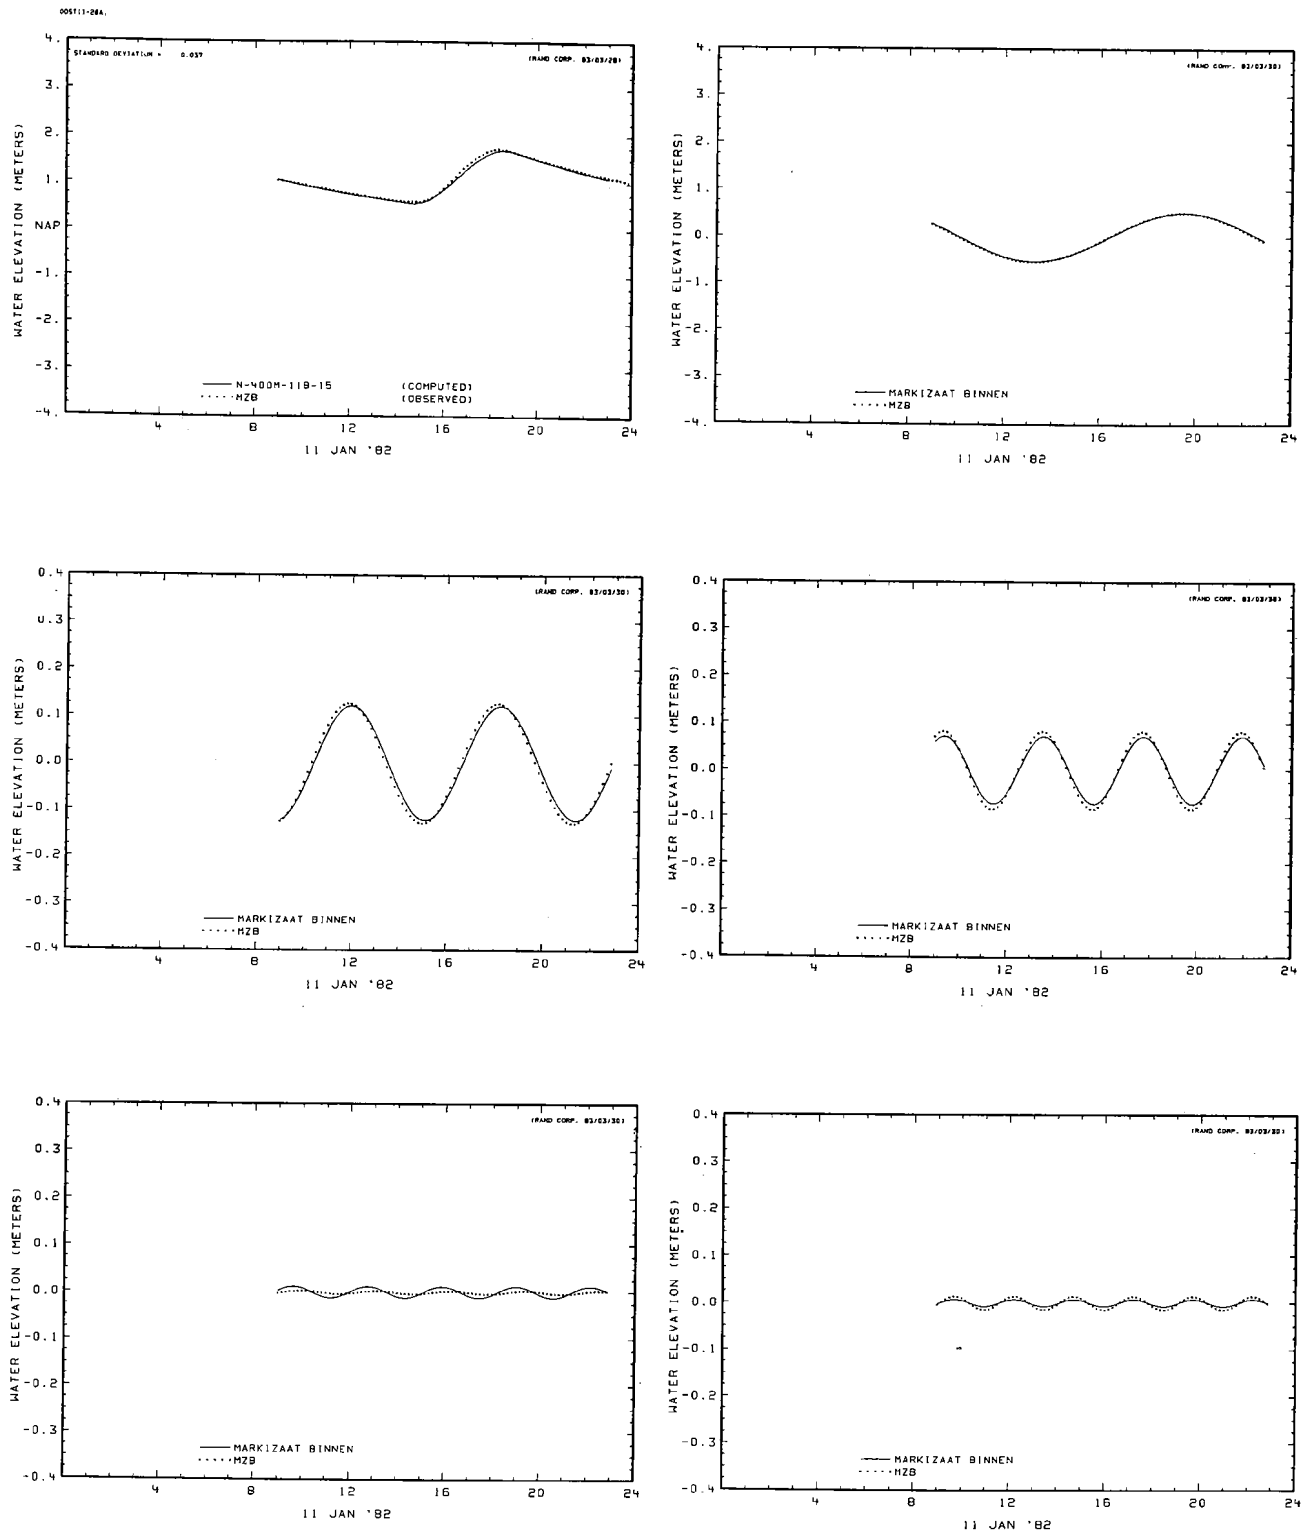 OOST11-28A.
STANDARD DEVIATION = 0.037
(RAND CORP. 83/03/28)
4.
3.
2.
1.
NAP
-1.
-2.
-3.
-4.
WATER ELEVATION (METERS)
N-400M-11B-15 (COMPUTED)
MZB (OBSERVED)
4 8 12 16 20 24
11 JAN '82
(RAND CORP. 83/03/30)
4.
3.
2.
1.
0.
-1.
-2.
-3.
-4.
WATER ELEVATION (METERS)
MARKIZAAT BINNEN
MZB
4 8 12 16 20 24
11 JAN '82
(RAND CORP. 83/03/30)
0.4
0.3
0.2
0.1
0.0
-0.1
-0.2
-0.3
-0.4
WATER ELEVATION (METERS)
MARKIZAAT BINNEN
MZB
4 8 12 16 20 24
11 JAN '82
(RAND CORP. 83/03/30)
0.4
0.3
0.2
0.1
0.0
-0.1
-0.2
-0.3
-0.4
WATER ELEVATION (METERS)
MARKIZAAT BINNEN
MZB
4 8 12 16 20 24
11 JAN '82
(RAND CORP. 83/03/30)
0.4
0.3
0.2
0.1
0.0
-0.1
-0.2
-0.3
-0.4
WATER ELEVATION (METERS)
MARKIZAAT BINNEN
MZB
4 8 12 16 20 24
11 JAN '82
(RAND CORP. 83/03/30)
0.4
0.3
0.2
0.1
0.0
-0.1
-0.2
-0.3
-0.4
WATER ELEVATION (METERS)
MARKIZAAT BINNEN
MZB
4 8 12 16 20 24
11 JAN '82